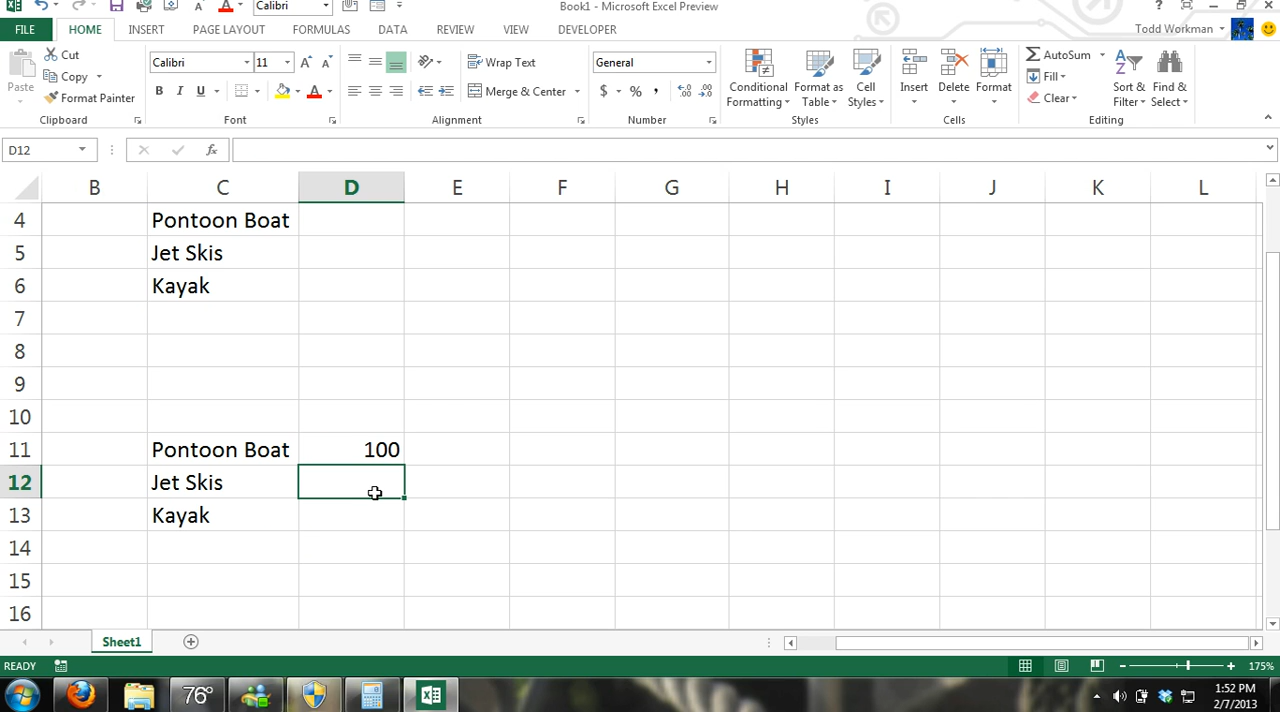 Calibri
Book1 - Microsoft Excel Preview
?
FILE HOME INSERT PAGE LAYOUT FORMULAS DATA REVIEW VIEW DEVELOPER Todd Workman
Paste
Cut
Copy
Format Painter
Clipboard
Calibri 11 A A
B I U A
Font
Wrap Text
Merge & Center
Alignment
General
$ % ,
Number
Conditional Formatting
Format as Table
Cell Styles
Styles
Insert Delete Format
Cells
AutoSum
Fill
Clear
Sort & Filter
Find & Select
Editing
D12 fx
B C D E F G H I J K L
4 Pontoon Boat
5 Jet Skis
6 Kayak
7
8
9
10
11 Pontoon Boat 100
12 Jet Skis
13 Kayak
14
15
16
Sheet1
READY 175%
76° 1:52 PM
2/7/2013